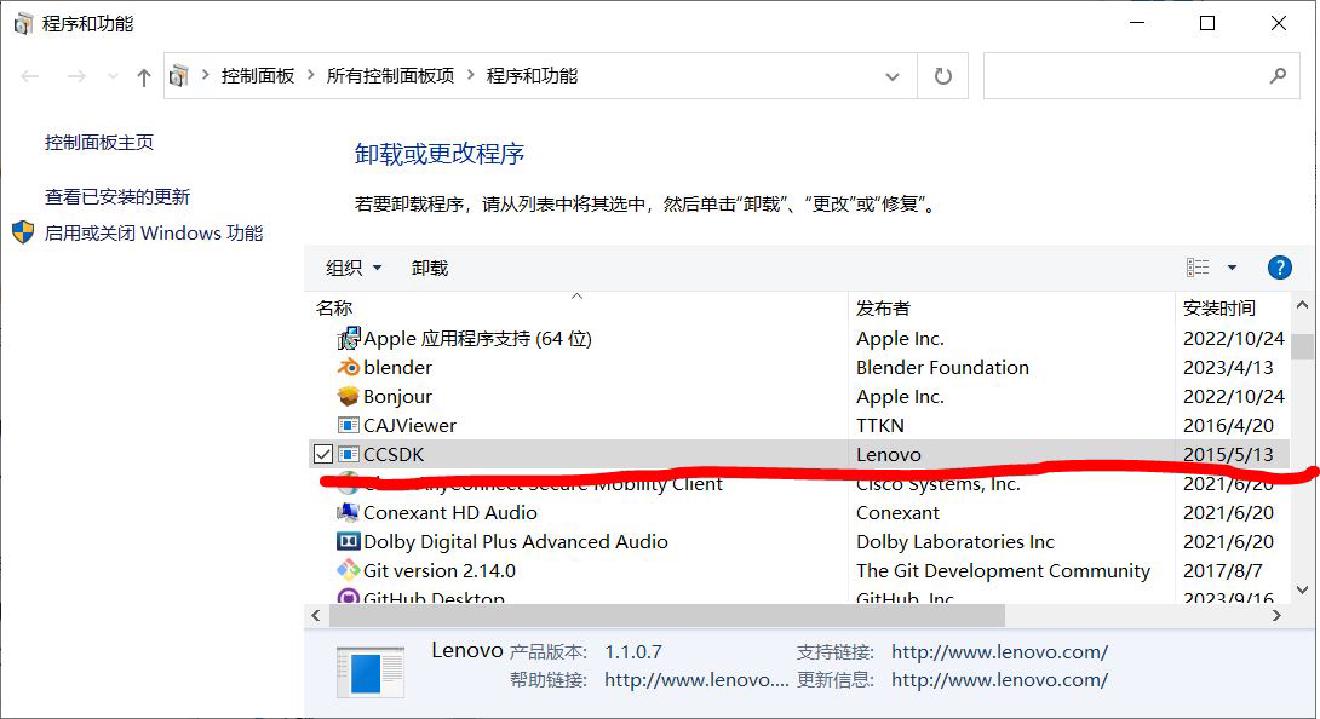 程序和功能
控制面板 > 所有控制面板项 > 程序和功能
控制面板主页
查看已安装的更新
启用或关闭 Windows 功能
卸载或更改程序
若要卸载程序，请从列表中将其选中，然后单击“卸载”、“更改”或“修复”。
组织 卸载
名称 发布者 安装时间
Apple 应用程序支持 (64 位) Apple Inc. 2022/10/24
blender Blender Foundation 2023/4/13
Bonjour Apple Inc. 2022/10/24
CAJViewer TTKN 2016/4/20
CCSDK Lenovo 2015/5/13
Secure Mobility Client Cisco Systems, Inc. 2021/6/20
Conexant HD Audio Conexant 2021/6/20
Dolby Digital Plus Advanced Audio Dolby Laboratories Inc 2021/6/20
Git version 2.14.0 The Git Development Community 2017/8/7
GitHub Desktop GitHub, Inc. 2023/9/16
Lenovo 产品版本: 1.1.0.7 支持链接: http://www.lenovo.com/
帮助链接: http://www.lenovo.... 更新信息: http://www.lenovo.com/